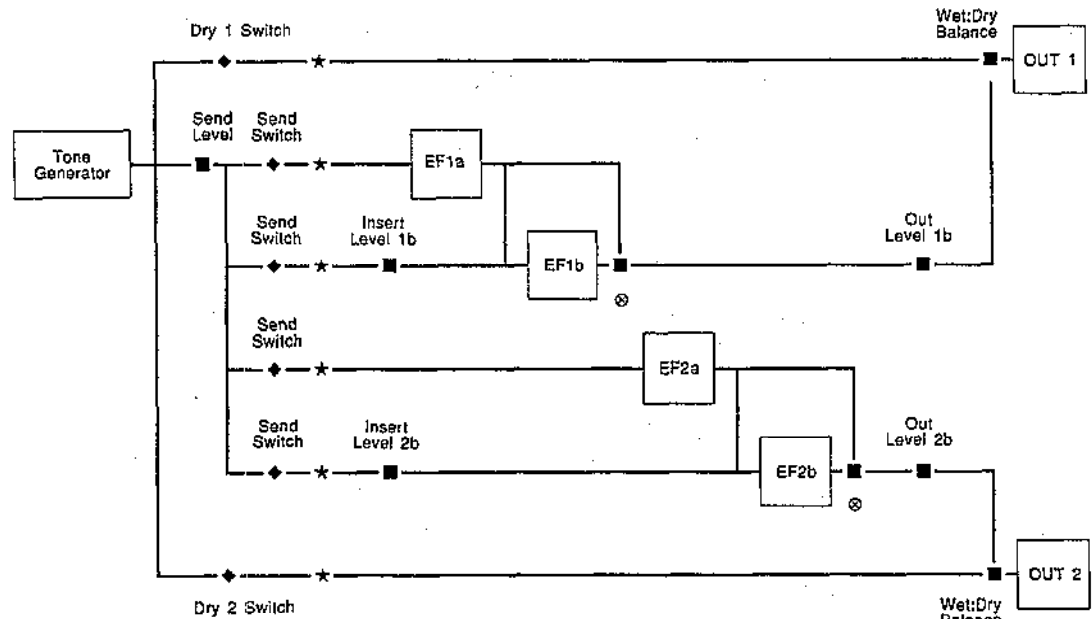 Wet:Dry
Balance
Dry 1 Switch
OUT 1
Send
Level
Send
Switch
Tone
Generator
EF1a
Send
Switch
Insert
Level 1b
Out
Level 1b
EF1b
Send
Switch
EF2a
Send
Switch
Insert
Level 2b
Out
Level 2b
EF2b
OUT 2
Dry 2 Switch
Wet:Dry
Balance